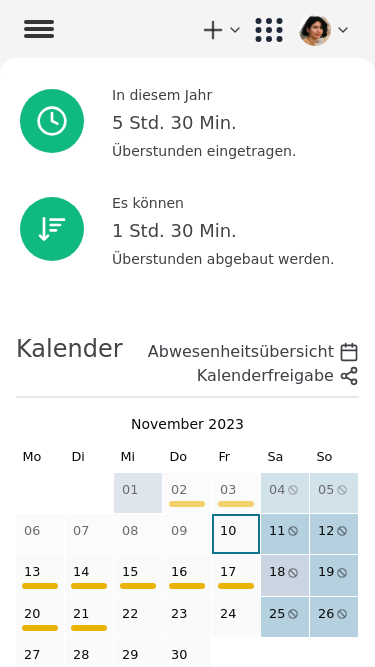 In diesem Jahr
5 Std. 30 Min.
Überstunden eingetragen.
Es können
1 Std. 30 Min.
Überstunden abgebaut werden.
Kalender
Abwesenheitsübersicht
Kalenderfreigabe
November 2023
Mo Di Mi Do Fr Sa So
01 02 03 04 05
06 07 08 09 10 11 12
13 14 15 16 17 18 19
20 21 22 23 24 25 26
27 28 29 30